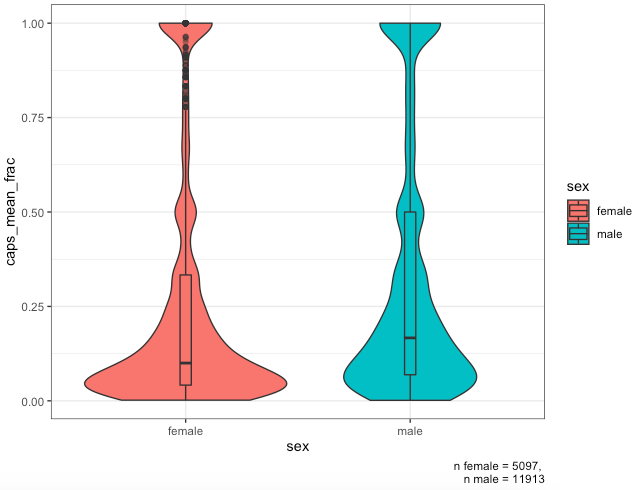 1.00
0.75
0.50
0.25
0.00
caps_mean_frac
female
male
sex
sex
female
male
n female = 5097,
n male = 11913